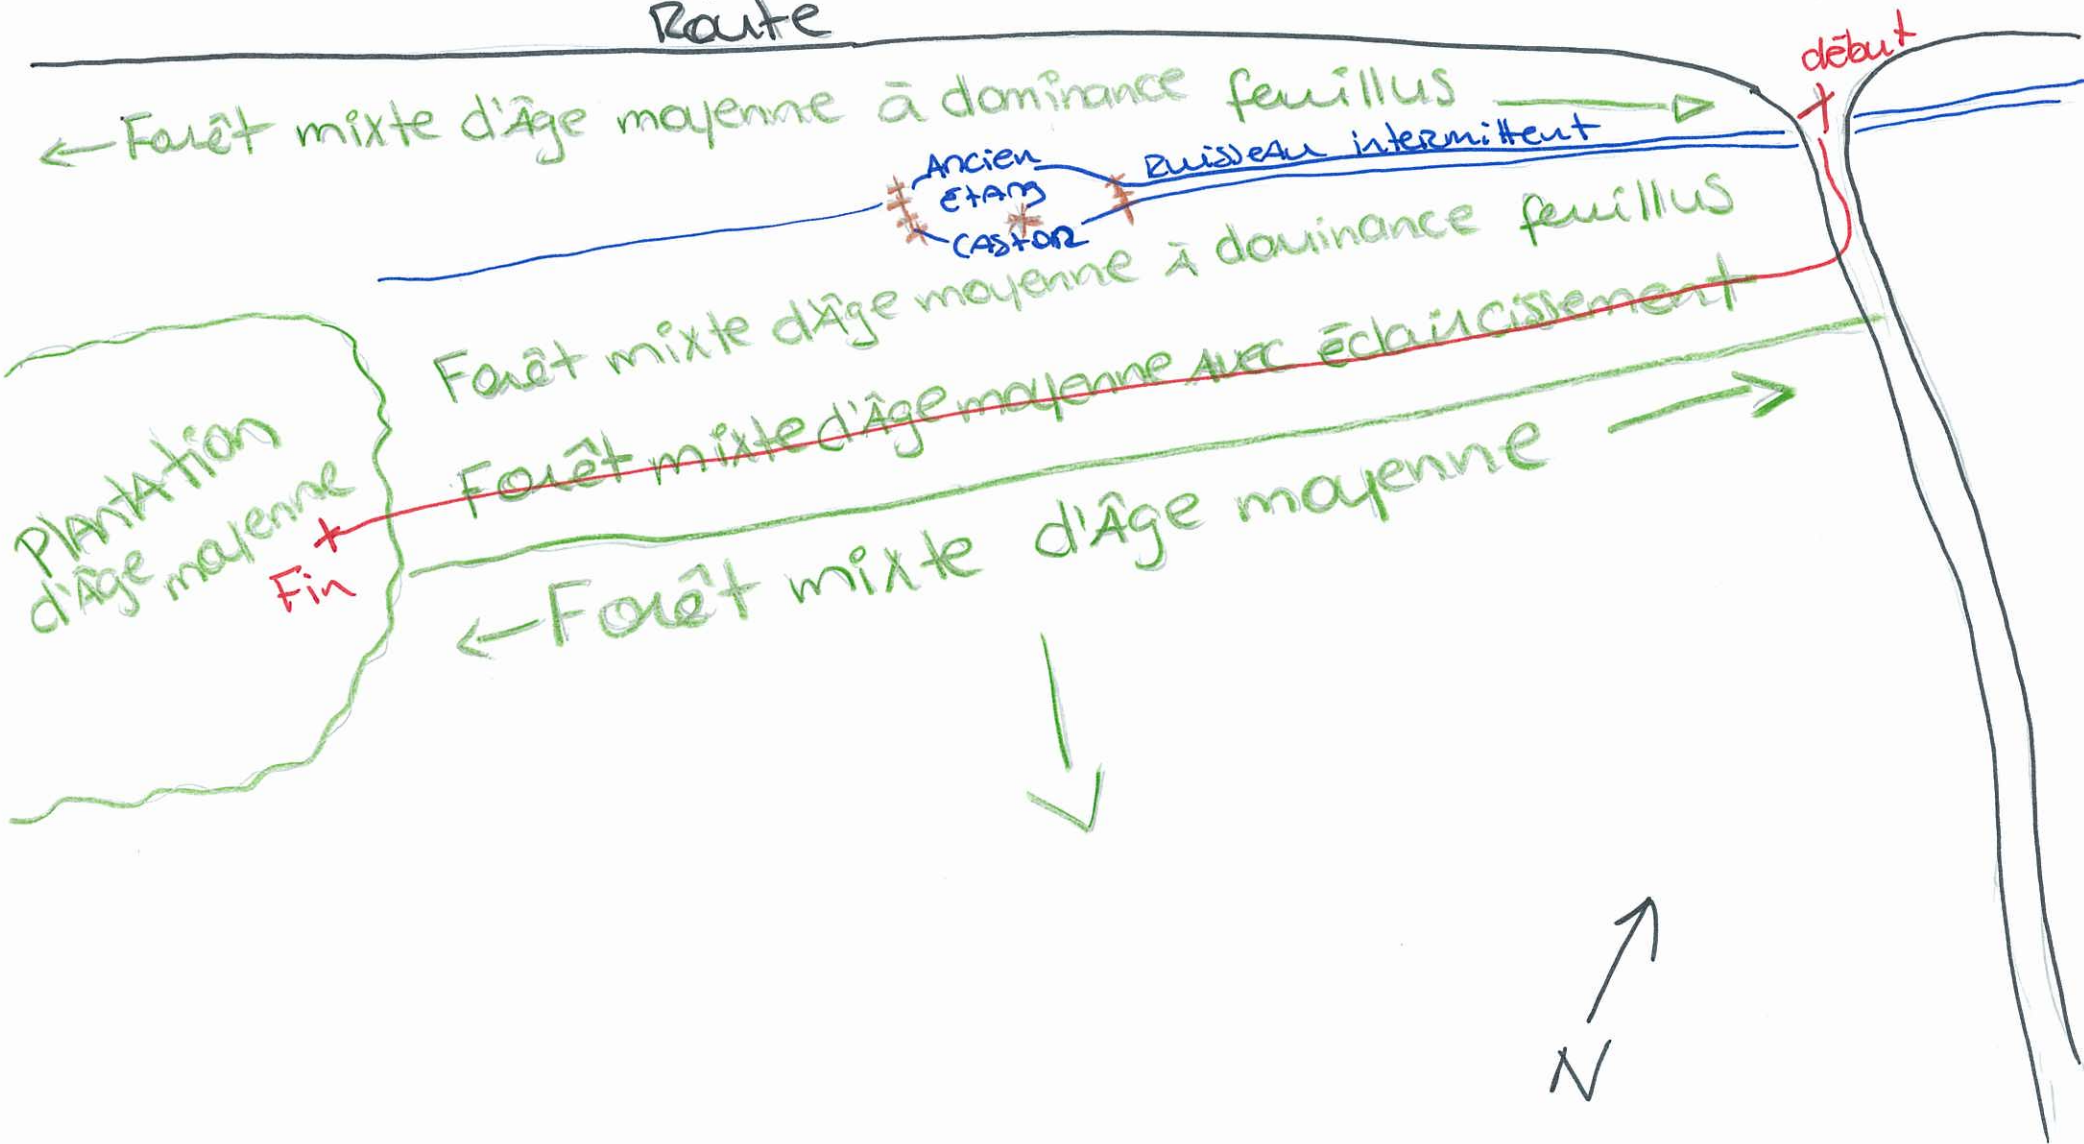 Route
début
Forêt mixte d'Âge moyenne à dominance feuillus
Ruisseau intermittent
Ancien
Étang
CASTOR
Forêt mixte d'Âge moyenne À dominance feuillus
Forêt mixte d'Âge moyenne AVEC éclaircissement
Forêt mixte d'Âge moyenne
PlantAtion
d'Âge moyenne
Fin
N